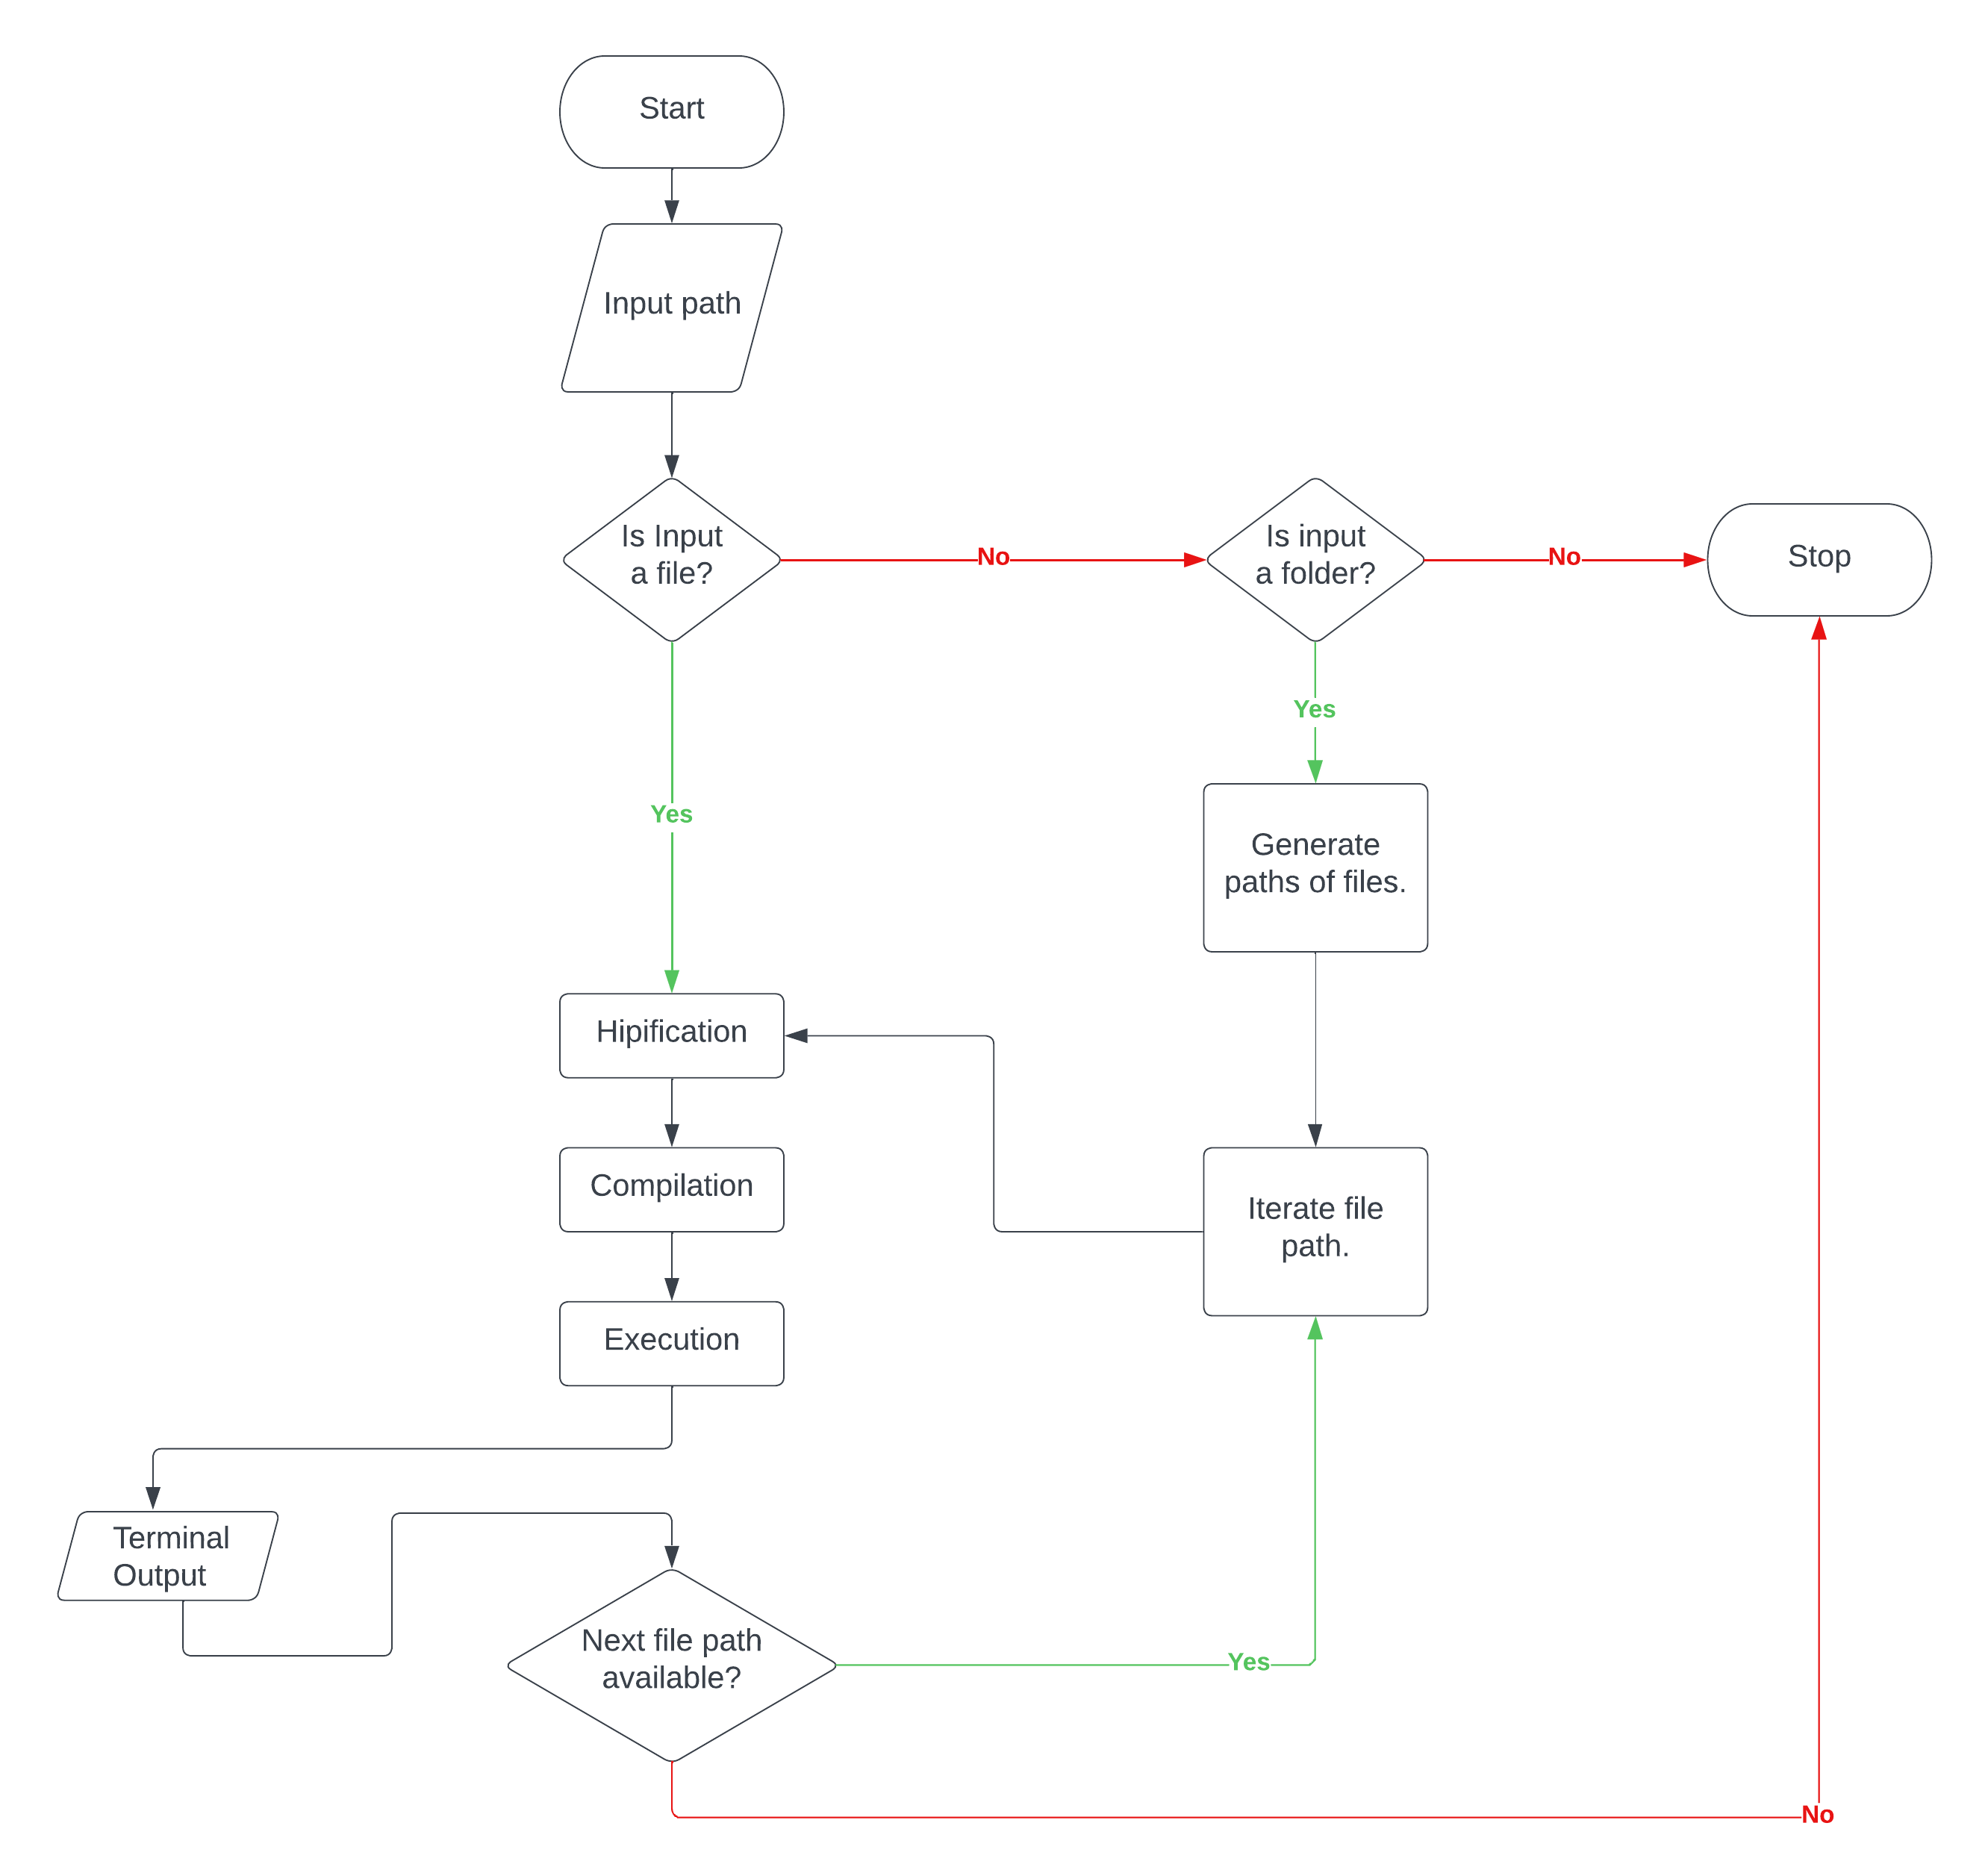 Start
Input path
Is Input
a file?
No
Is input
a folder?
No
Stop
Yes
Yes
Generate
paths of files.
Hipification
Compilation
Iterate file
path.
Execution
Terminal
Output
Next file path
available?
Yes
No